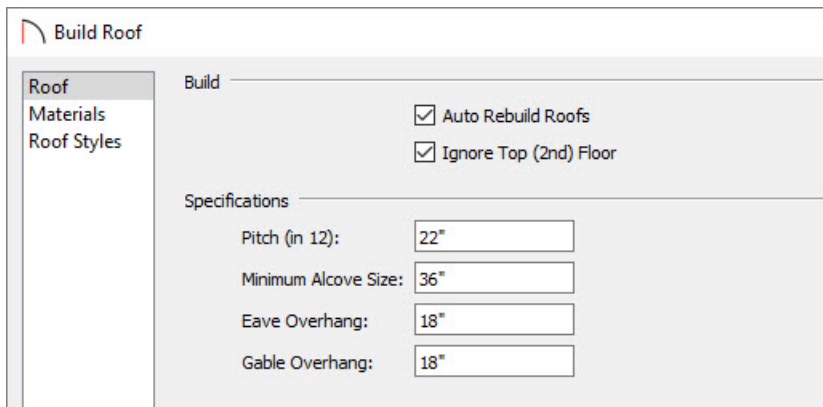 Build Roof
Roof
Materials
Roof Styles
Build
Auto Rebuild Roofs
Ignore Top (2nd) Floor
Specifications
Pitch (in 12): 22"
Minimum Alcove Size: 36"
Eave Overhang: 18"
Gable Overhang: 18"